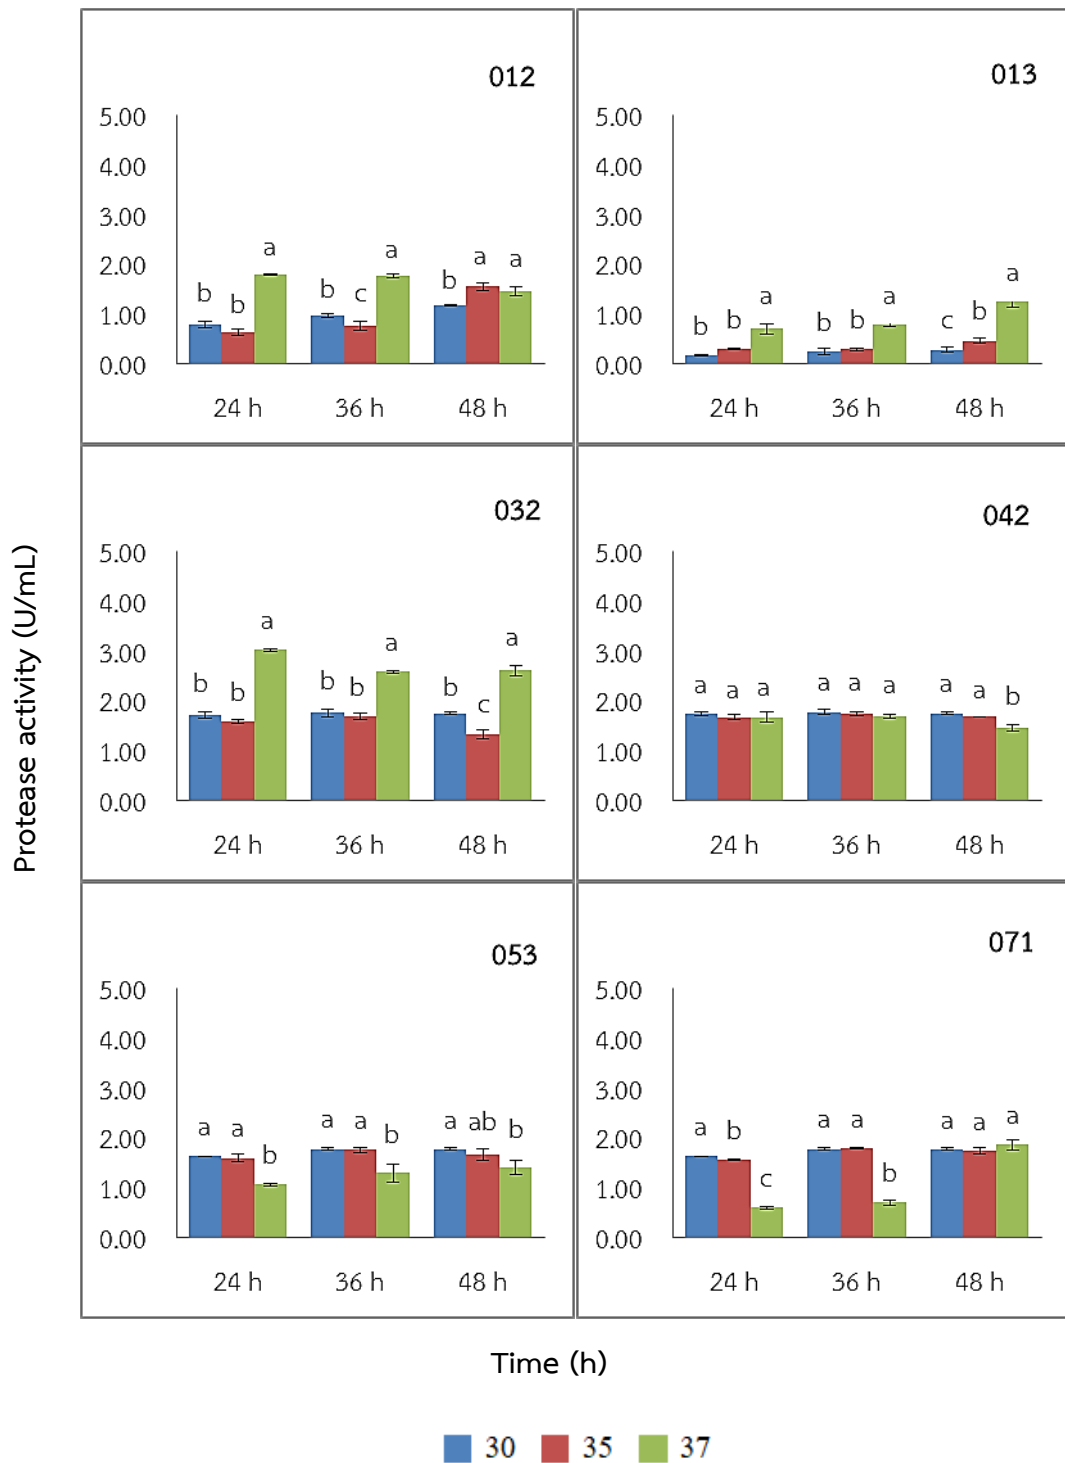 012
5.00
4.00
3.00
2.00
1.00
0.00
b b a
b c a
b a a
24 h 36 h 48 h
013
5.00
4.00
3.00
2.00
1.00
0.00
b b a
b b a
c b a
24 h 36 h 48 h
Protease activity (U/mL)
032
5.00
4.00
3.00
2.00
1.00
0.00
b b a
b b a
b c a
24 h 36 h 48 h
042
5.00
4.00
3.00
2.00
1.00
0.00
a a a
a a a
a a b
24 h 36 h 48 h
053
5.00
4.00
3.00
2.00
1.00
0.00
a a b
a a b
a ab b
24 h 36 h 48 h
071
5.00
4.00
3.00
2.00
1.00
0.00
a b c
a a b
a a a
24 h 36 h 48 h
Time (h)
30 35 37